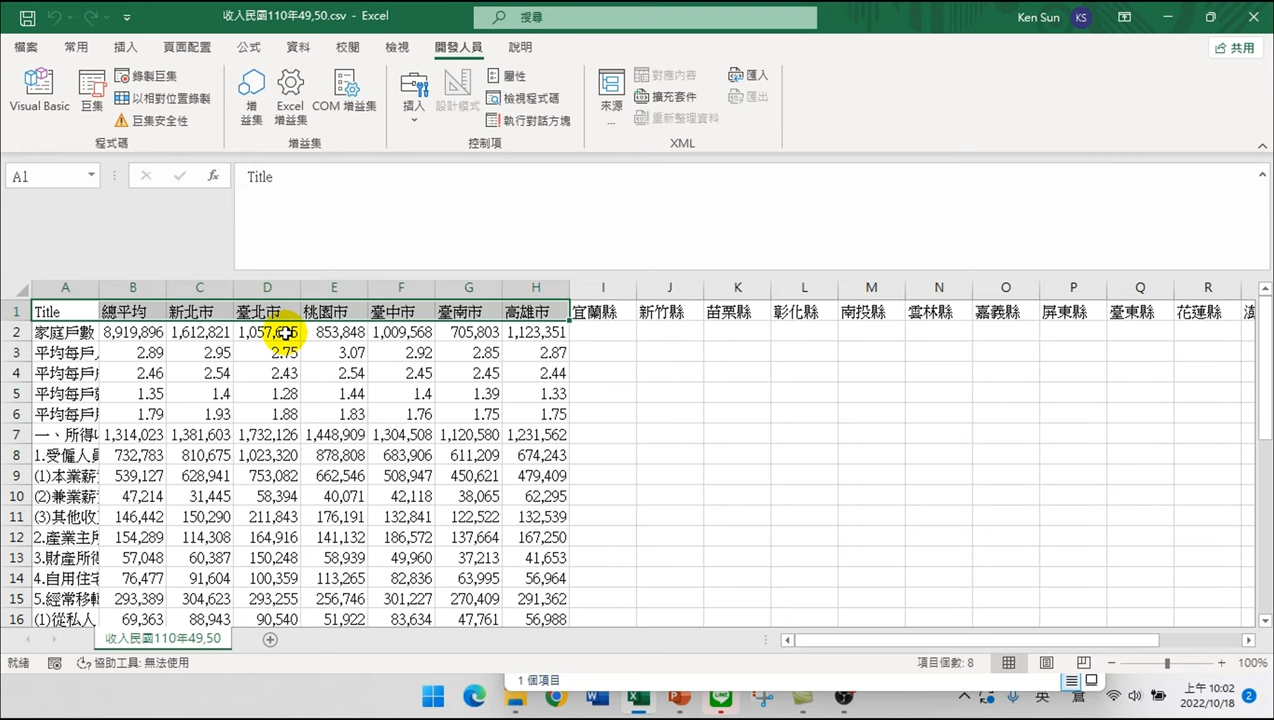 收入民國110年49,50.csv - Excel
搜尋
Ken Sun KS
檔案 常用 插入 頁面配置 公式 資料 校閱 檢視 開發人員 說明
共用
Visual Basic 巨集 錄製巨集 以相對位置錄製 巨集安全性
程式碼
增益集 Excel 增益集 COM 增益集
增益集
插入 設計模式 屬性 檢視程式碼 執行對話方塊
控制項
來源... 對應內容 擴充套件 重新整理資料 匯入 匯出
XML
A1 fx Title
A B C D E F G H I J K L M N O P Q R
1 Title 總平均 新北市 臺北市 桃園市 臺中市 臺南市 高雄市 宜蘭縣 新竹縣 苗栗縣 彰化縣 南投縣 雲林縣 嘉義縣 屏東縣 臺東縣 花蓮縣
2 家庭戶數 8,919,896 1,612,821 853,848 1,009,568 705,803 1,123,351
3 平均每戶 2.89 2.95 2.75 3.07 2.92 2.85 2.87
4 平均每戶 2.46 2.54 2.43 2.54 2.45 2.45 2.44
5 平均每戶 1.35 1.4 1.28 1.44 1.4 1.39 1.33
6 平均每戶 1.79 1.93 1.88 1.83 1.76 1.75 1.75
7 一、所得 1,314,023 1,381,603 1,732,126 1,448,909 1,304,508 1,120,580 1,231,562
8 1.受僱人員 732,783 810,675 1,023,320 878,808 683,906 611,209 674,243
9 (1)本業薪 539,127 628,941 753,082 662,546 508,947 450,621 479,409
10 (2)兼業薪 47,214 31,445 58,394 40,071 42,118 38,065 62,295
11 (3)其他收 146,442 150,290 211,843 176,191 132,841 122,522 132,539
12 2.產業主所 154,289 114,308 164,916 141,132 186,572 137,664 167,250
13 3.財產所得 57,048 60,387 150,248 58,939 49,960 37,213 41,653
14 4.自用住宅 76,477 91,604 100,359 113,265 82,836 63,995 56,964
15 5.經常移轉 293,389 304,623 293,255 256,746 301,227 270,409 291,362
16 (1)從私人 69,363 88,943 90,540 51,922 83,634 47,761 56,988
收入民國110年49,50
就緒 協助工具: 無法使用 項目個數: 8 100%
1 個項目
英 上午 10:02
2022/10/18 2